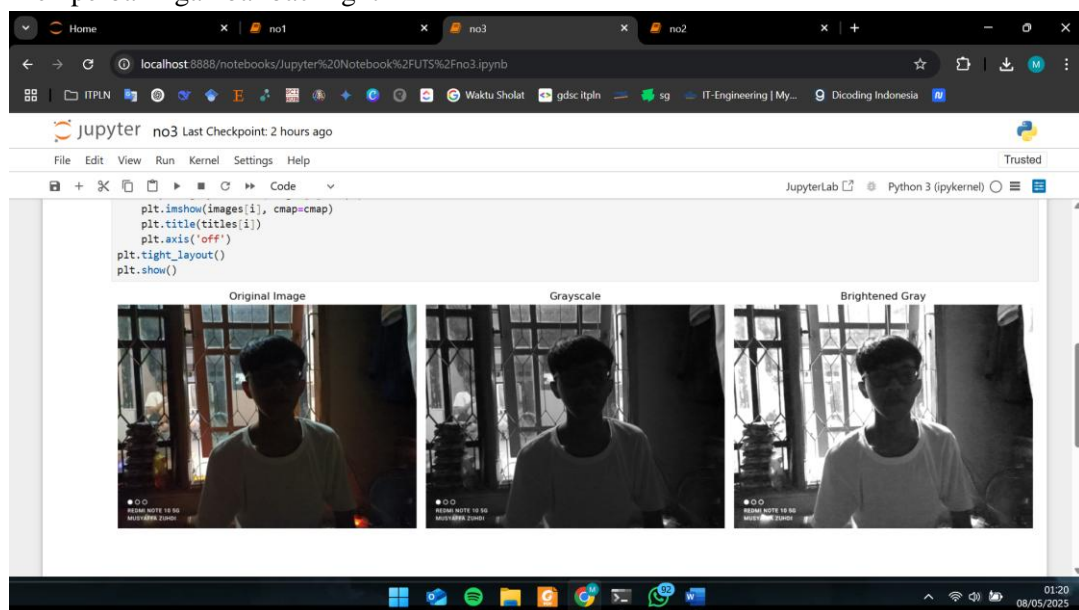 Home
no1
no3
no2
localhost:8888/notebooks/Jupyter%20Notebook%2FUTS%2Fno3.ipynb
M
ITPLN
Waktu Sholat
gdsc itpln
sg
IT-Engineering | My...
Dicoding Indonesia
jupyter no3 Last Checkpoint: 2 hours ago
File Edit View Run Kernel Settings Help
Trusted
Code
JupyterLab
Python 3 (ipykernel)
plt.imshow(images[i], cmap=cmap)
plt.title(titles[i])
plt.axis('off')
plt.tight_layout()
plt.show()
Original Image
Grayscale
Brightened Gray
REDMI NOTE 10 5G
MUSYAFFA ZUHDI
REDMI NOTE 10 5G
MUSYAFFA ZUHDI
REDMI NOTE 10 5G
MUSYAFFA ZUHDI
92
01:20
08/05/2025